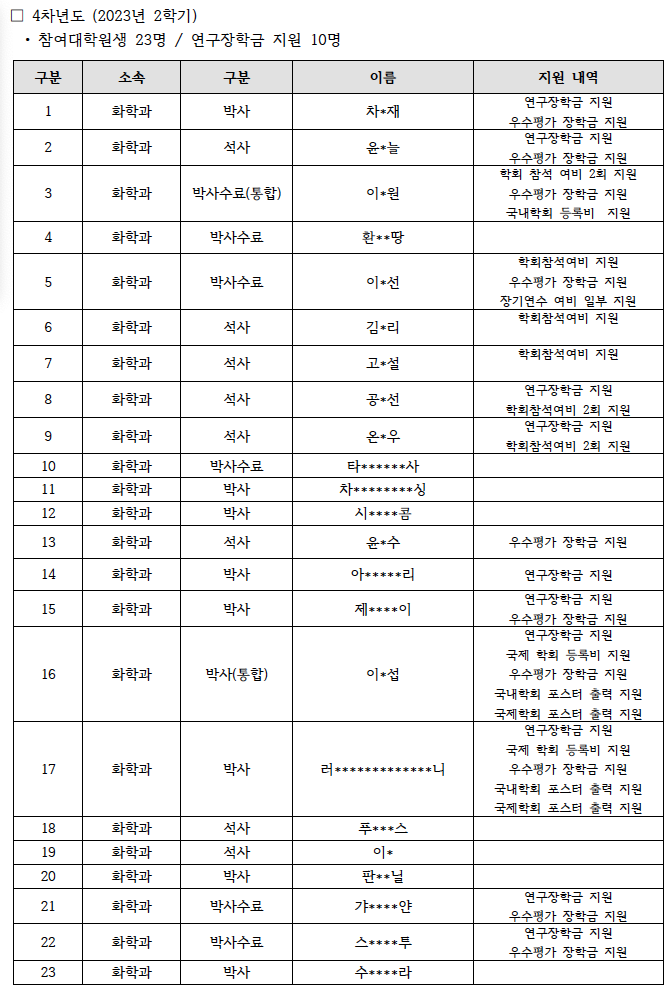 □ 4차년도 (2023년 2학기)
・ 참여대학원생 23명 / 연구장학금 지원 10명
구분 소속 구분 이름 지원 내역
1 화학과 박사 차*재 연구장학금 지원
우수평가 장학금 지원
2 화학과 석사 윤*늘 연구장학금 지원
우수평가 장학금 지원
3 화학과 박사수료(통합) 이*원 학회 참석 여비 2회 지원
우수평가 장학금 지원
국내학회 등록비 지원
4 화학과 박사수료 환**땅
5 화학과 박사수료 이*선 학회참석여비 지원
우수평가 장학금 지원
장기연수 여비 일부 지원
6 화학과 석사 김*리 학회참석여비 지원
7 화학과 석사 고*설 학회참석여비 지원
8 화학과 석사 공*선 연구장학금 지원
학회참석여비 2회 지원
9 화학과 석사 온*우 연구장학금 지원
학회참석여비 2회 지원
10 화학과 박사수료 타******사
11 화학과 박사 차********싱
12 화학과 박사 시****콤
13 화학과 석사 윤*수 우수평가 장학금 지원
14 화학과 박사 아*****리 연구장학금 지원
15 화학과 박사 제****이 연구장학금 지원
우수평가 장학금 지원
16 화학과 박사(통합) 이*섭 연구장학금 지원
국제 학회 등록비 지원
우수평가 장학금 지원
국내학회 포스터 출력 지원
국제학회 포스터 출력 지원
17 화학과 박사 러*************니 연구장학금 지원
국제 학회 등록비 지원
우수평가 장학금 지원
국내학회 포스터 출력 지원
국제학회 포스터 출력 지원
18 화학과 석사 푸***스
19 화학과 석사 이*
20 화학과 박사 판**닐
21 화학과 박사수료 갸****얀 연구장학금 지원
우수평가 장학금 지원
22 화학과 박사수료 스****투 연구장학금 지원
우수평가 장학금 지원
23 화학과 박사 수****라